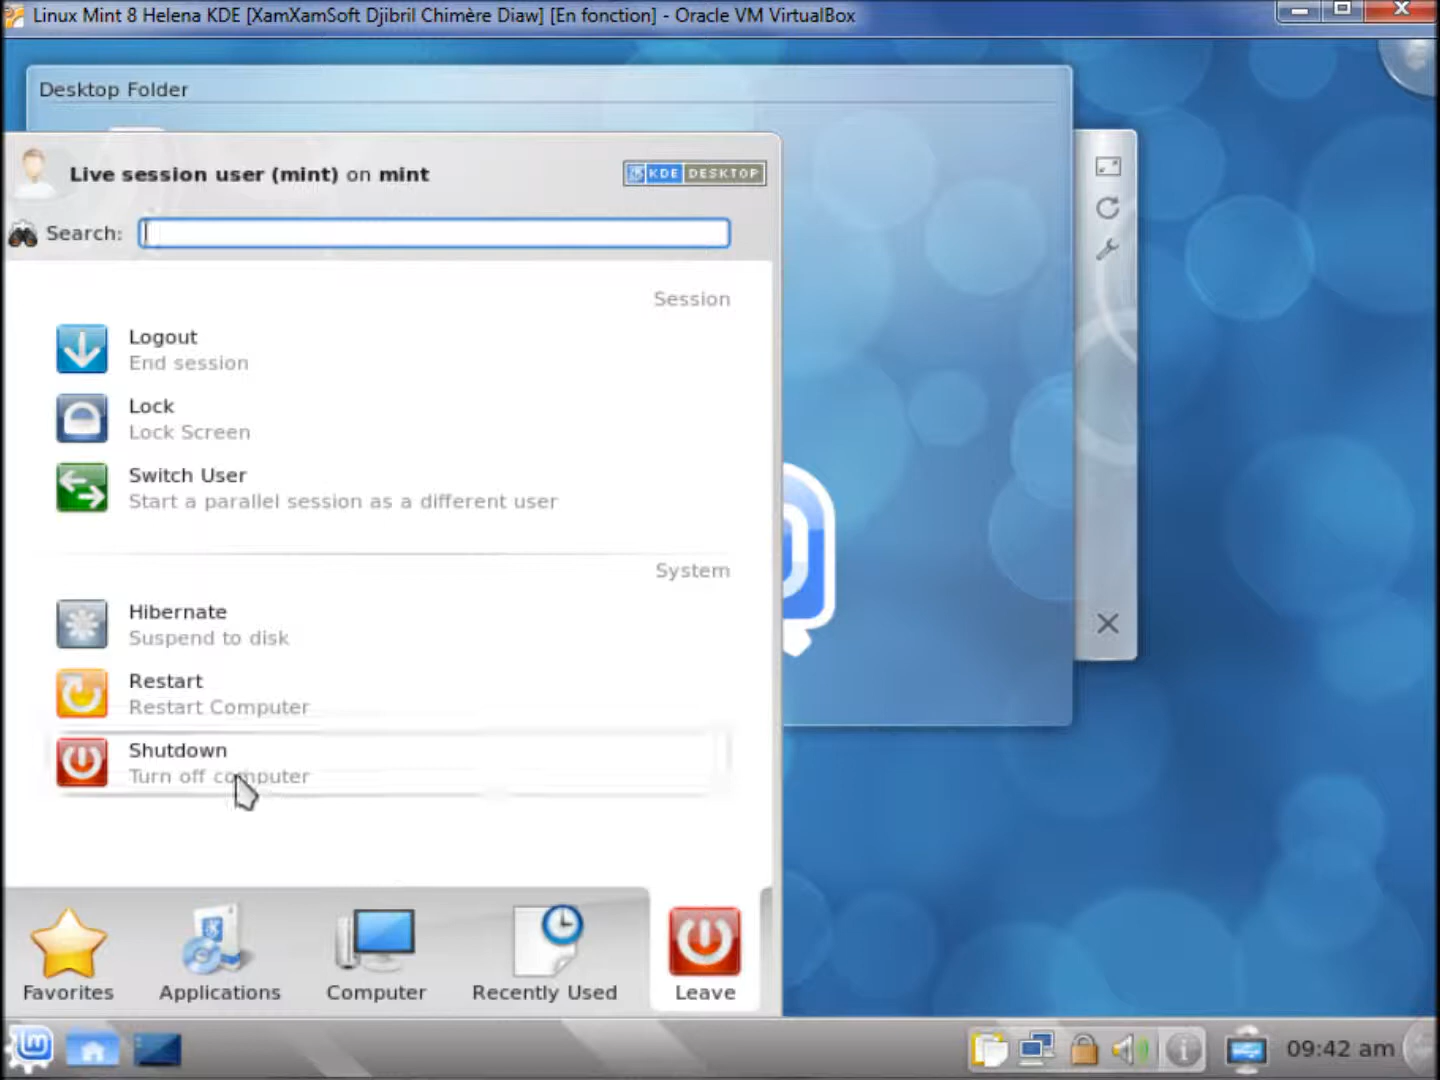 Linux Mint 8 Helena KDE [XamXamSoft Djibril Chimère Diaw] [En fonction] - Oracle VM VirtualBox
Desktop Folder
Live session user (mint) on mint
KDE DESKTOP
Search:
Session
Logout
End session
Lock
Lock Screen
Switch User
Start a parallel session as a different user
System
Hibernate
Suspend to disk
Restart
Restart Computer
Shutdown
Turn off computer
Favorites
Applications
Computer
Recently Used
Leave
09:42 am